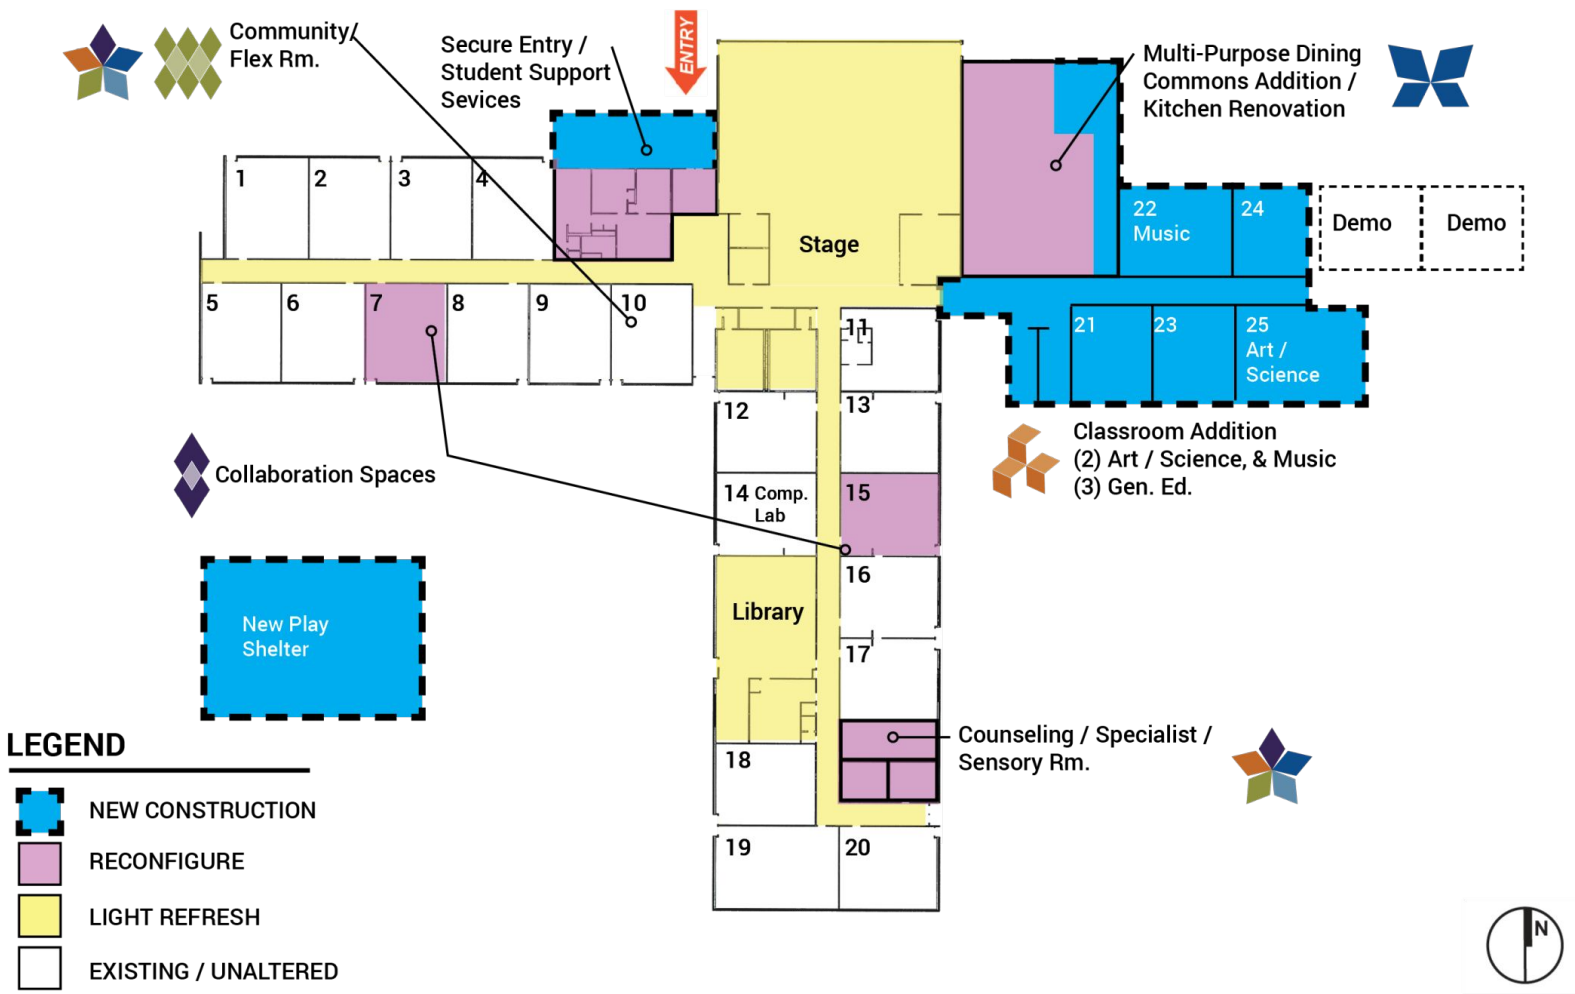 Community/
Flex Rm.
Secure Entry /
Student Support
Sevices
ENTRY
Multi-Purpose Dining
Commons Addition /
Kitchen Renovation
1
2
3
4
22
Music
24
Demo
Demo
Stage
5
6
7
8
9
10
11
21
23
25
Art /
Science
12
13
Classroom Addition
(2) Art / Science, & Music
(3) Gen. Ed.
Collaboration Spaces
14 Comp.
Lab
15
16
Library
New Play
Shelter
17
Counseling / Specialist /
Sensory Rm.
18
19
20
LEGEND
NEW CONSTRUCTION
RECONFIGURE
LIGHT REFRESH
EXISTING / UNALTERED
N